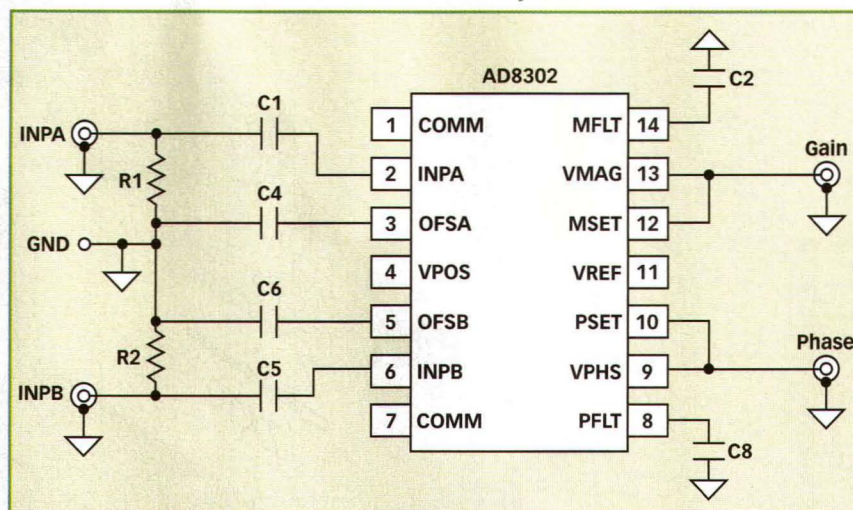 AD8302
C1
C2
INPA
1 COMM
MFLT 14
Gain
R1
2 INPA
VMAG 13
C4
3 OFSA
MSET 12
GND
4 VPOS
VREF 11
C6
5 OFSB
PSET 10
Phase
R2
C5
6 INPB
VPHS 9
INPB
7 COMM
PFLT 8
C8